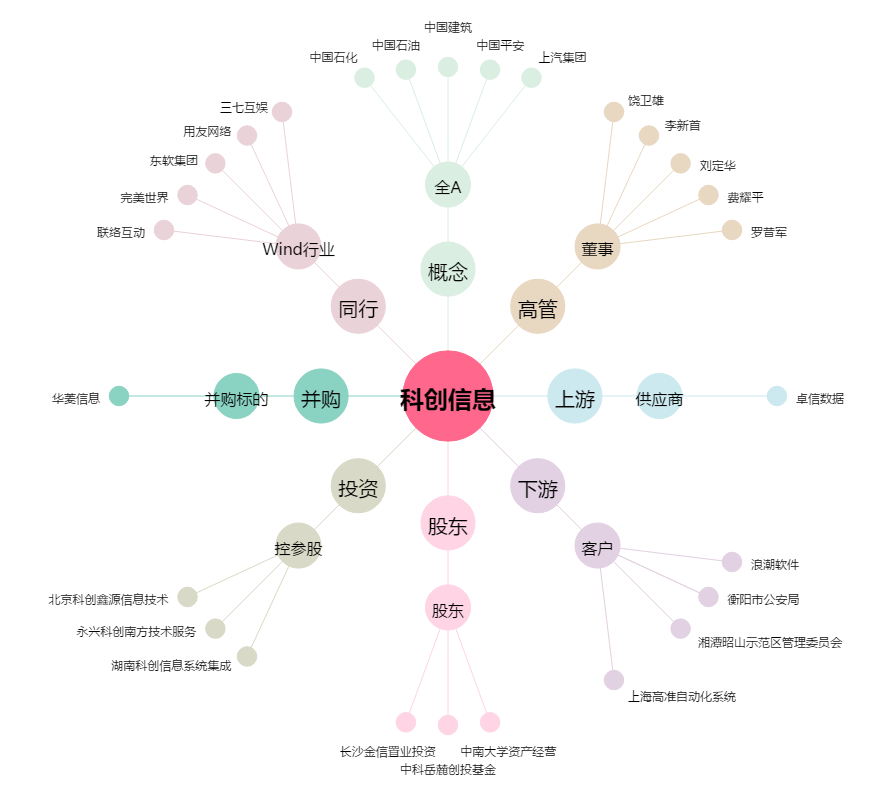 中国建筑
中国石油
中国平安
中国石化
上汽集团
三七互娱
饶卫雄
用友网络
李新首
东软集团
刘定华
完美世界
费耀平
联络互动
罗昔军
全A
Wind行业
董事
概念
同行
高管
华菱信息
并购标的
并购
科创信息
上游
供应商
卓信数据
投资
下游
股东
控参股
客户
浪潮软件
北京科创鑫源信息技术
衡阳市公安局
股东
永兴科创南方技术服务
湘潭昭山示范区管理委员会
湖南科创信息系统集成
上海高准自动化系统
长沙金信置业投资
中南大学资产经营
中科岳麓创投基金